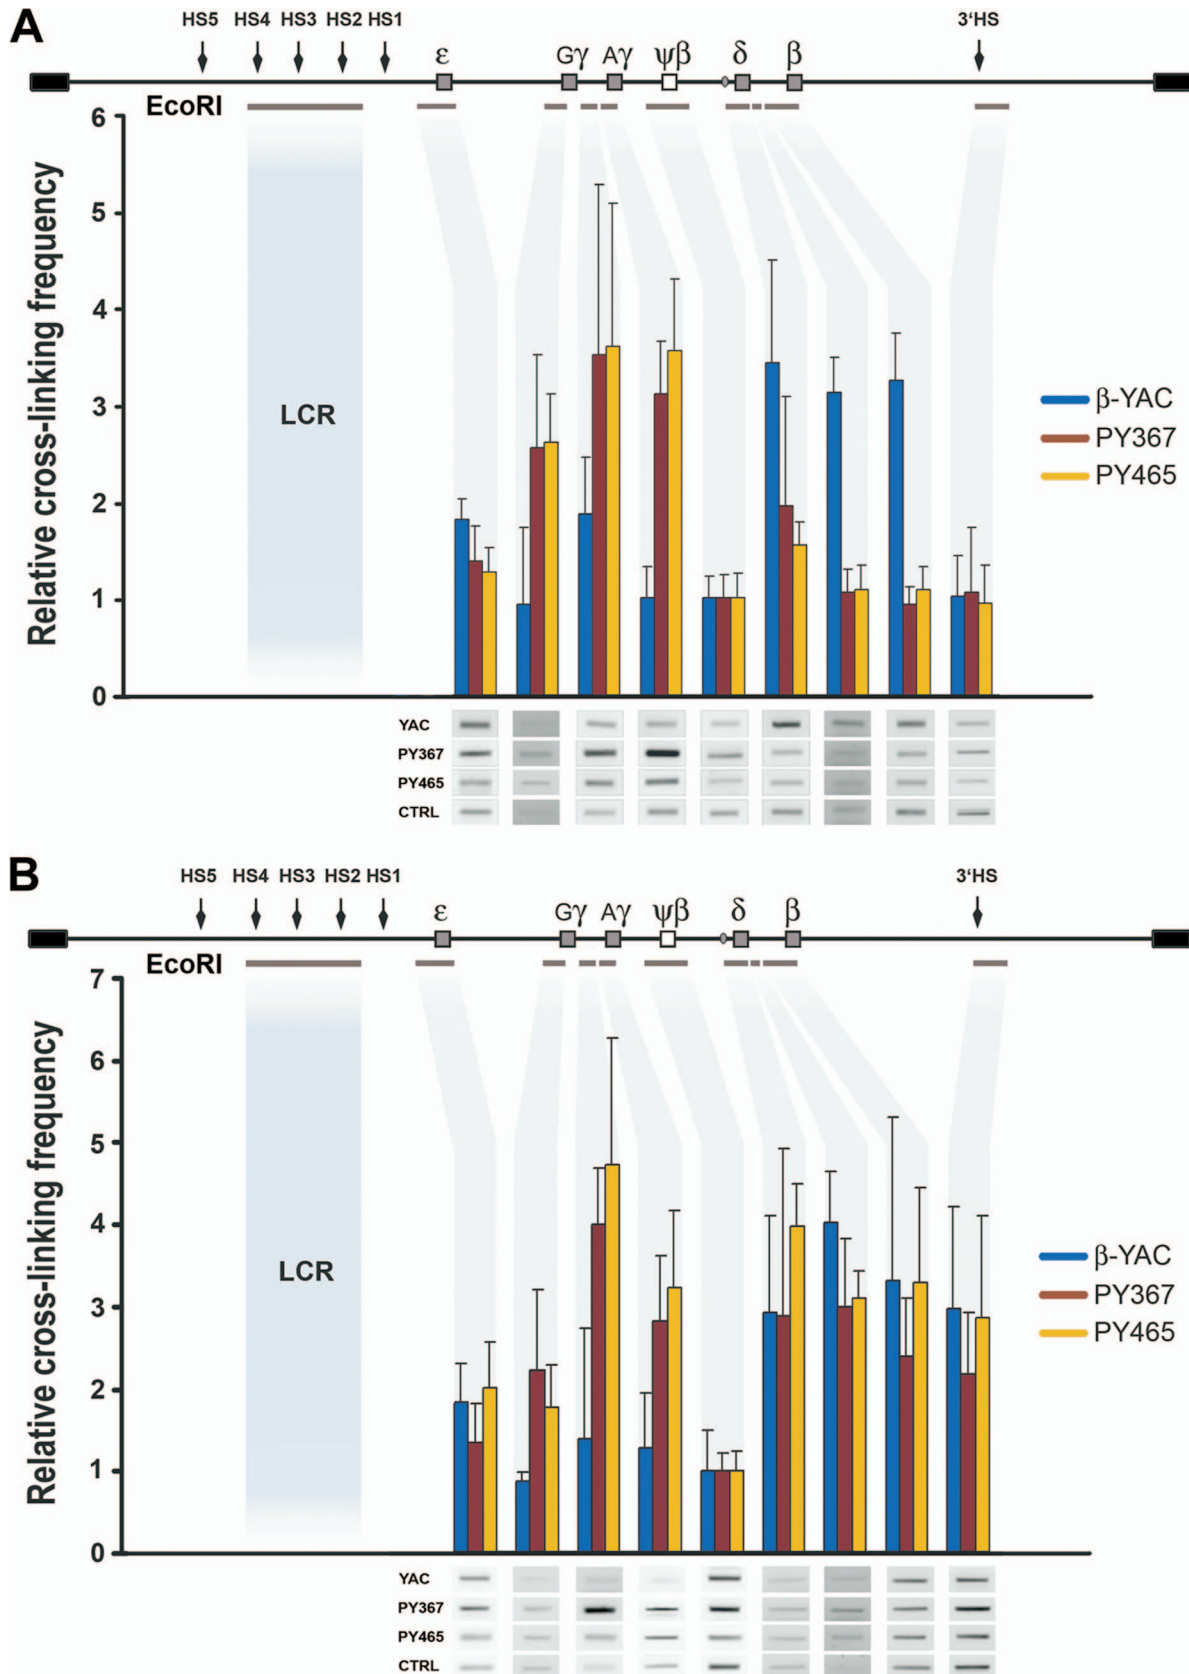 A
HS5 HS4 HS3 HS2 HS1 3‘HS
ε Gγ Aγ ψβ δ β
EcoRI
Relative cross-linking frequency
6
5
4
3
2
1
0
LCR
β-YAC
PY367
PY465
YAC
PY367
PY465
CTRL
B
HS5 HS4 HS3 HS2 HS1 3‘HS
ε Gγ Aγ ψβ δ β
EcoRI
Relative cross-linking frequency
7
6
5
4
3
2
1
0
LCR
β-YAC
PY367
PY465
YAC
PY367
PY465
CTRL